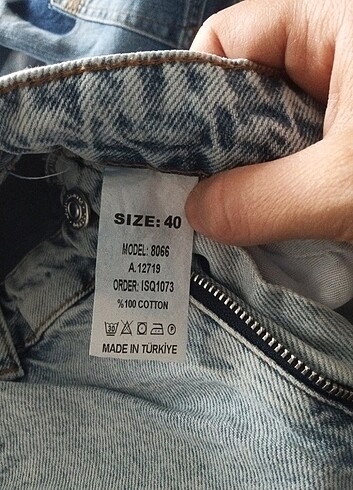 SIZE: 40
MODEL: 8066
A.12719
ORDER: ISQ1073
%100 COTTON
MADE IN TÜRKİYE